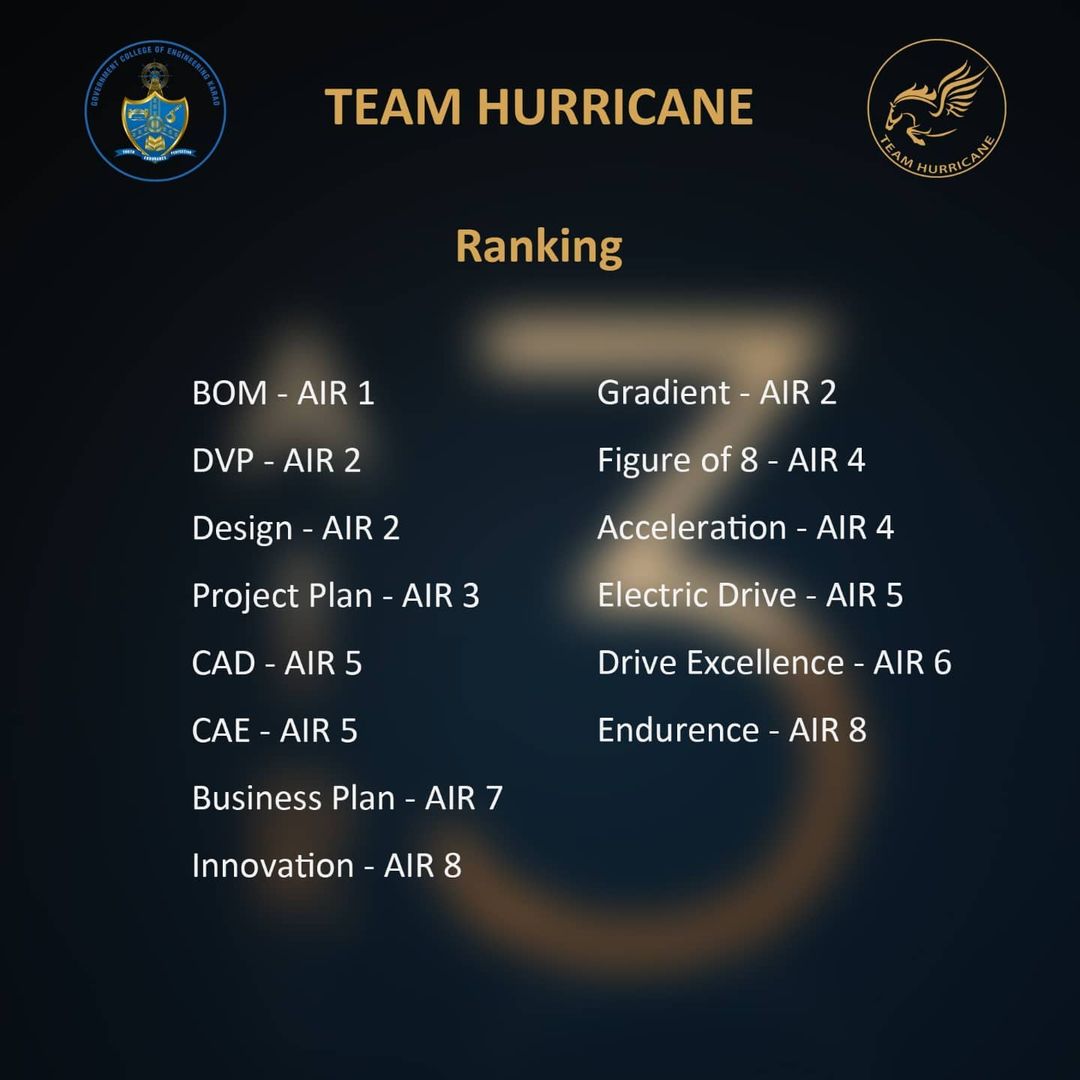 GOVERNMENT COLLEGE OF ENGINEERING KARAD
TEAM HURRICANE
TEAM HURRICANE
Ranking
BOM - AIR 1
DVP - AIR 2
Design - AIR 2
Project Plan - AIR 3
CAD - AIR 5
CAE - AIR 5
Business Plan - AIR 7
Innovation - AIR 8
Gradient - AIR 2
Figure of 8 - AIR 4
Acceleration - AIR 4
Electric Drive - AIR 5
Drive Excellence - AIR 6
Endurence - AIR 8